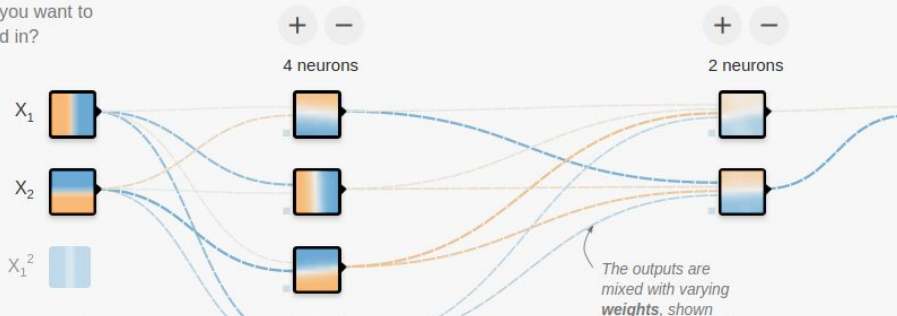 you want to
d in?
+ − + −
4 neurons 2 neurons
X1
X2
X1²
The outputs are
mixed with varying
weights, shown